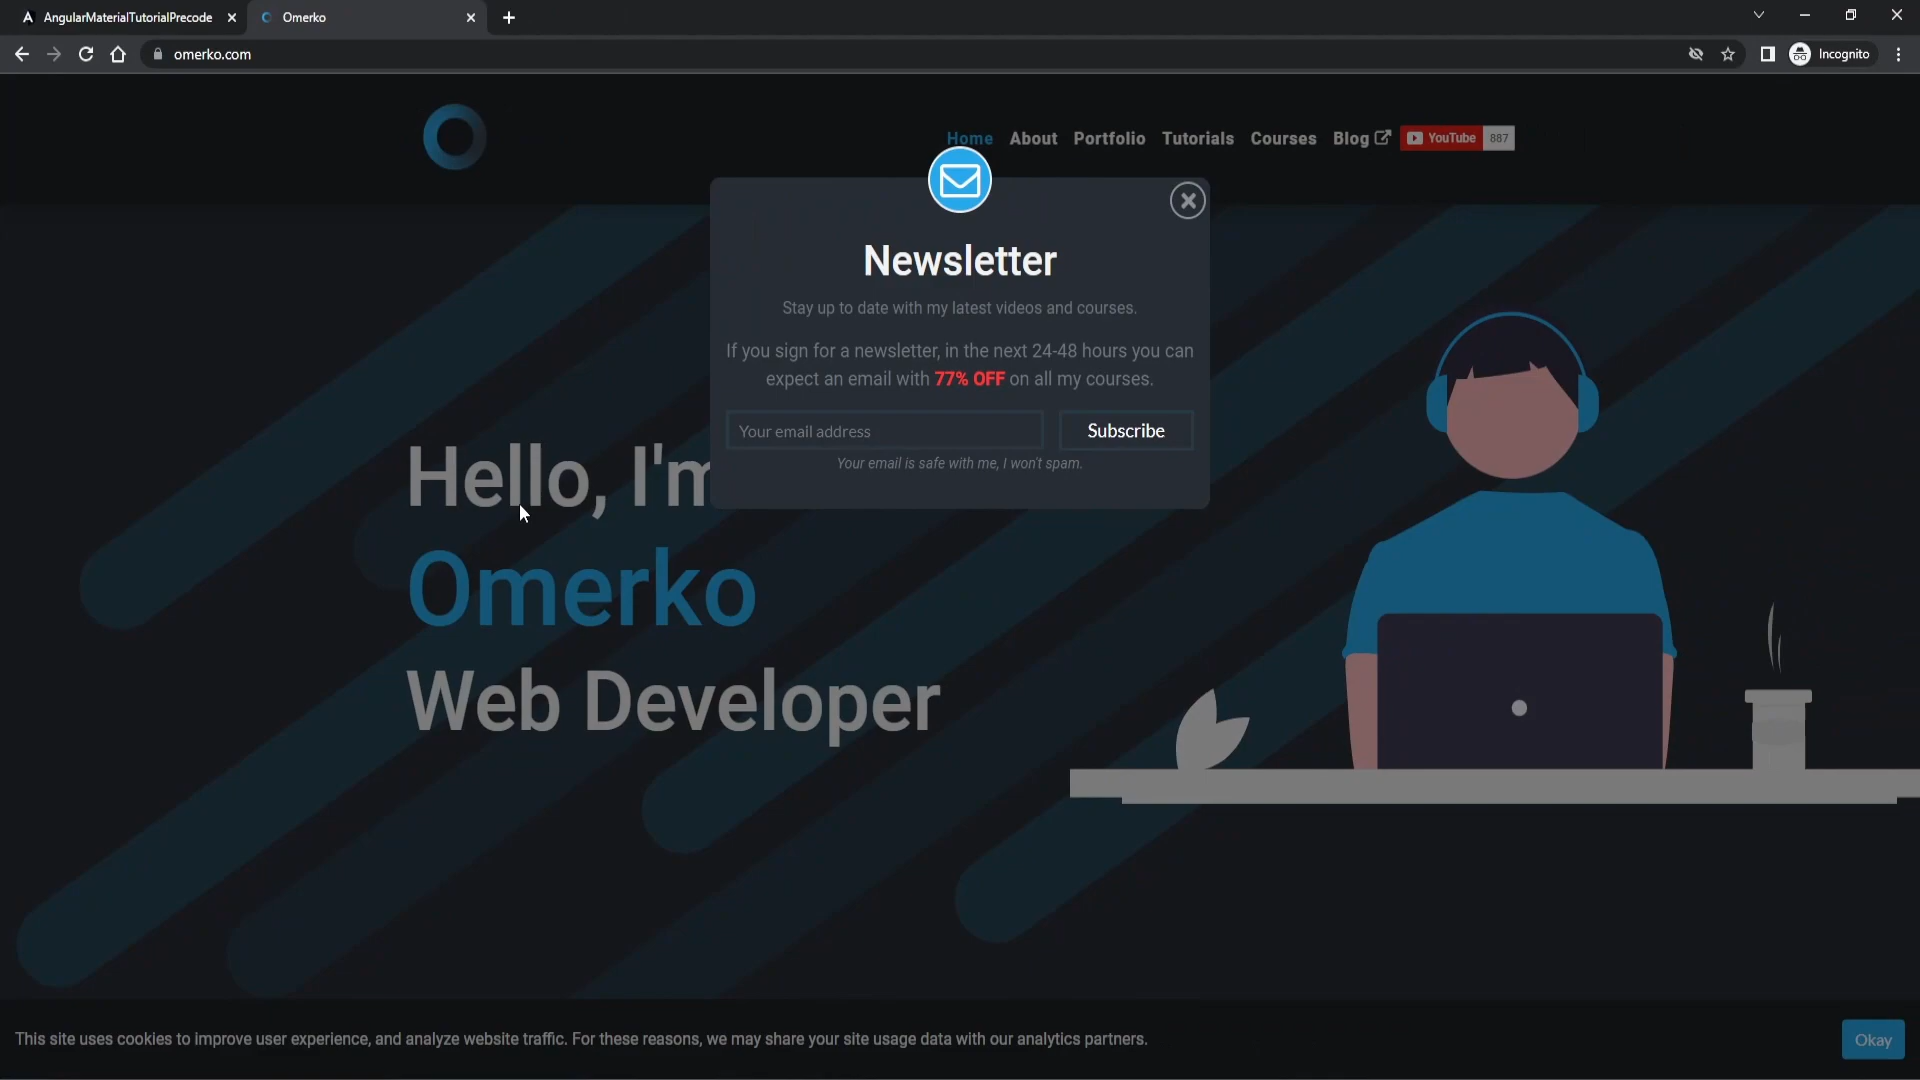 AngularMaterialTutorialPrecode
Omerko
omerko.com
Incognito
Home About Portfolio Tutorials Courses Blog YouTube 887
Newsletter
Stay up to date with my latest videos and courses.
If you sign for a newsletter, in the next 24-48 hours you can
expect an email with 77% OFF on all my courses.
Your email address
Subscribe
Your email is safe with me, I won't spam.
Hello, I'm
Omerko
Web Developer
This site uses cookies to improve user experience, and analyze website traffic. For these reasons, we may share your site usage data with our analytics partners.
Okay